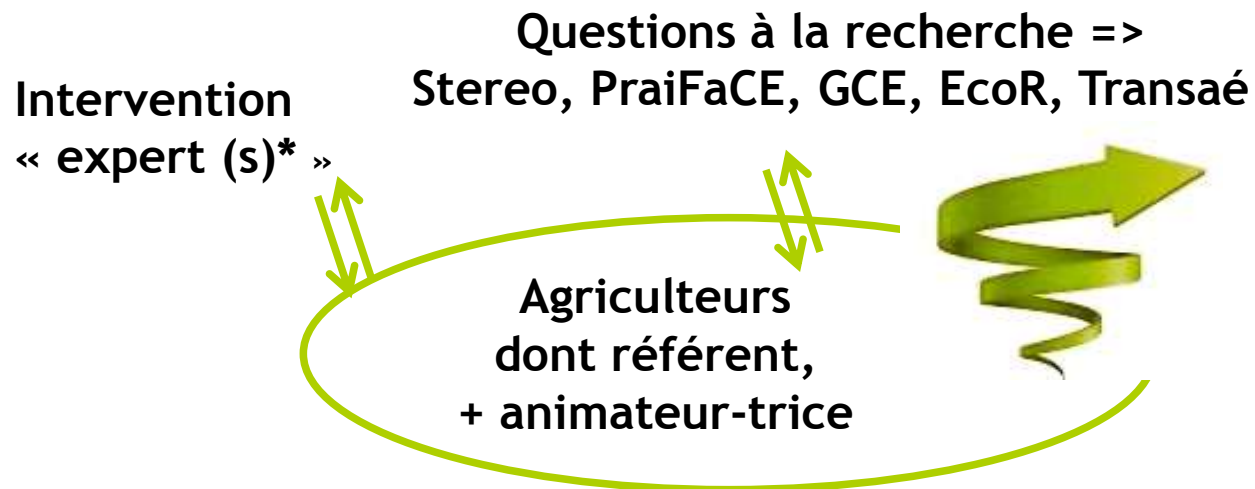 Questions à la recherche =>
Stereo, PraiFaCE, GCE, EcoR, Transaé
Intervention
« expert (s)* »
Agriculteurs
dont référent,
+ animateur-trice